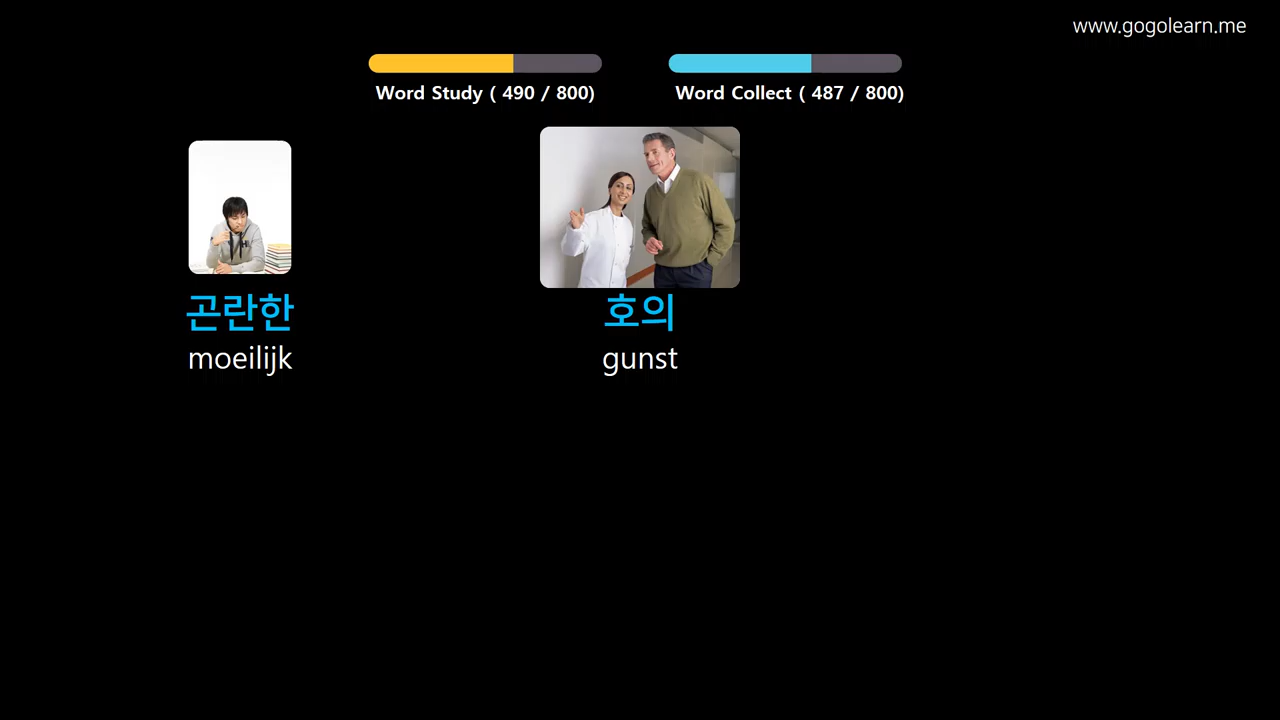 www.gogolearn.me
Word Study ( 490 / 800)
Word Collect ( 487 / 800)
곤란한
moeilijk
호의
gunst